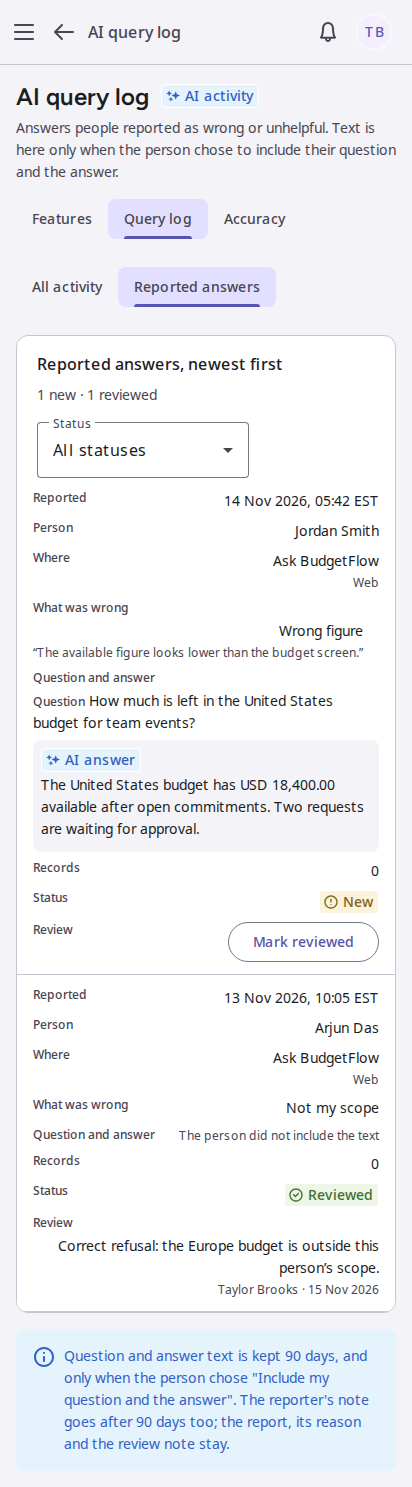 AI query log
TB
AI query log
AI activity
Answers people reported as wrong or unhelpful. Text is
here only when the person chose to include their question
and the answer.
Features
Query log
Accuracy
All activity
Reported answers
Reported answers, newest first
1 new · 1 reviewed
Status
All statuses
Reported
14 Nov 2026, 05:42 EST
Person
Jordan Smith
Where
Ask BudgetFlow
Web
What was wrong
Wrong figure
“The available figure looks lower than the budget screen.”
Question and answer
Question How much is left in the United States
budget for team events?
AI answer
The United States budget has USD 18,400.00
available after open commitments. Two requests
are waiting for approval.
Records
0
Status
New
Review
Mark reviewed
Reported
13 Nov 2026, 10:05 EST
Person
Arjun Das
Where
Ask BudgetFlow
Web
What was wrong
Not my scope
Question and answer
The person did not include the text
Records
0
Status
Reviewed
Review
Correct refusal: the Europe budget is outside this
person’s scope.
Taylor Brooks · 15 Nov 2026
Question and answer text is kept 90 days, and
only when the person chose "Include my
question and the answer". The reporter's note
goes after 90 days too; the report, its reason
and the review note stay.